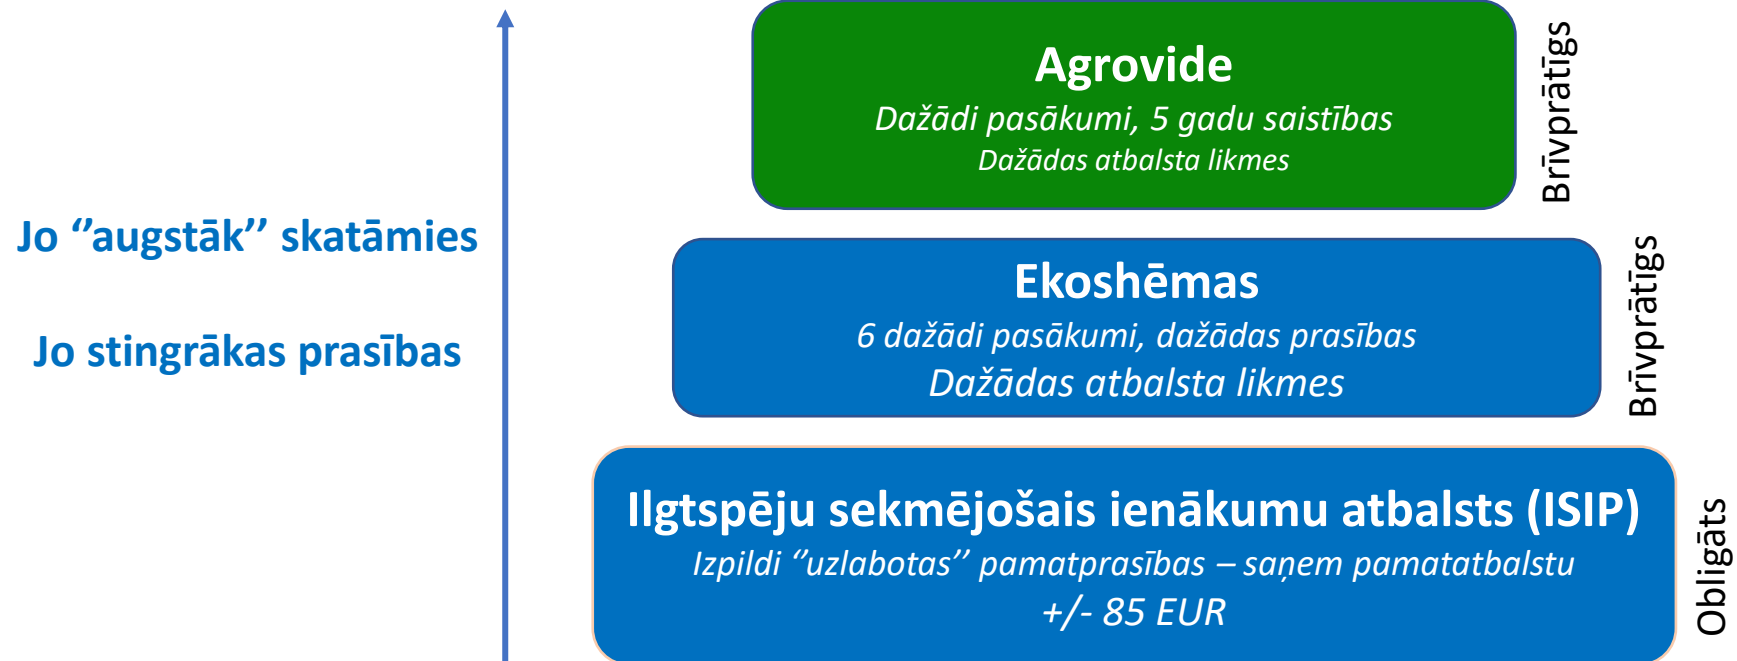 Agrovide
Dažādi pasākumi, 5 gadu saistības
Dažādas atbalsta likmes
Brīvprātīgs
Jo ‘’augstāk’’ skatāmies
Jo stingrākas prasības
Ekoshēmas
6 dažādi pasākumi, dažādas prasības
Dažādas atbalsta likmes
Brīvprātīgs
Ilgtspēju sekmējošais ienākumu atbalsts (ISIP)
Izpildi ‘’uzlabotas’’ pamatprasības – saņem pamatatbalstu
+/- 85 EUR
Obligāts